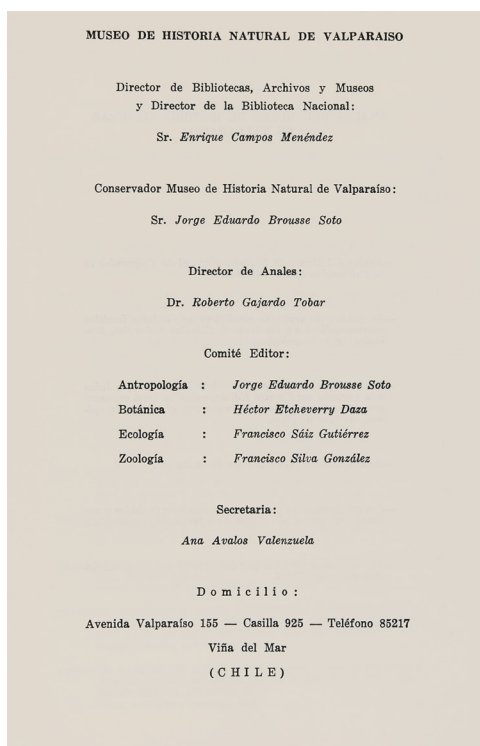 MUSEO DE HISTORIA NATURAL DE VALPARAISO
Director de Bibliotecas, Archivos y Museos
y Director de la Biblioteca Nacional:
Sr. Enrique Campos Menéndez
Conservador Museo de Historia Natural de Valparaíso:
Sr. Jorge Eduardo Brousse Soto
Director de Anales:
Dr. Roberto Gajardo Tobar
Comité Editor:
Antropología : Jorge Eduardo Brousse Soto
Botánica : Héctor Etcheverry Daza
Ecología : Francisco Sáiz Gutiérrez
Zoología : Francisco Silva González
Secretaria:
Ana Avalos Valenzuela
Domicilio:
Avenida Valparaíso 155 — Casilla 925 — Teléfono 85217
Viña del Mar
(CHILE)